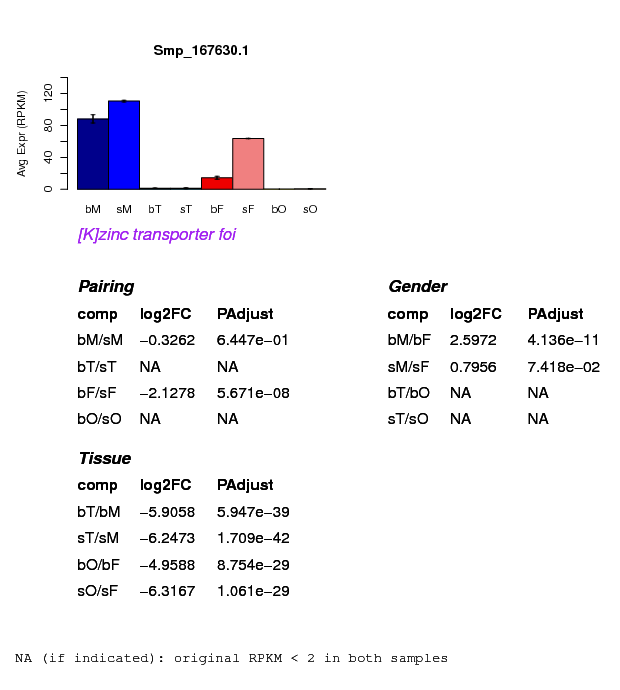 Smp_167630.1
Avg Expr (RPKM)
0 40 80 120
bM sM bT sT bF sF bO sO
[K]zinc transporter foi
Pairing
comp log2FC PAdjust
bM/sM −0.3262 6.447e−01
bT/sT NA NA
bF/sF −2.1278 5.671e−08
bO/sO NA NA
Gender
comp log2FC PAdjust
bM/bF 2.5972 4.136e−11
sM/sF 0.7956 7.418e−02
bT/bO NA NA
sT/sO NA NA
Tissue
comp log2FC PAdjust
bT/bM −5.9058 5.947e−39
sT/sM −6.2473 1.709e−42
bO/bF −4.9588 8.754e−29
sO/sF −6.3167 1.061e−29
NA (if indicated): original RPKM < 2 in both samples